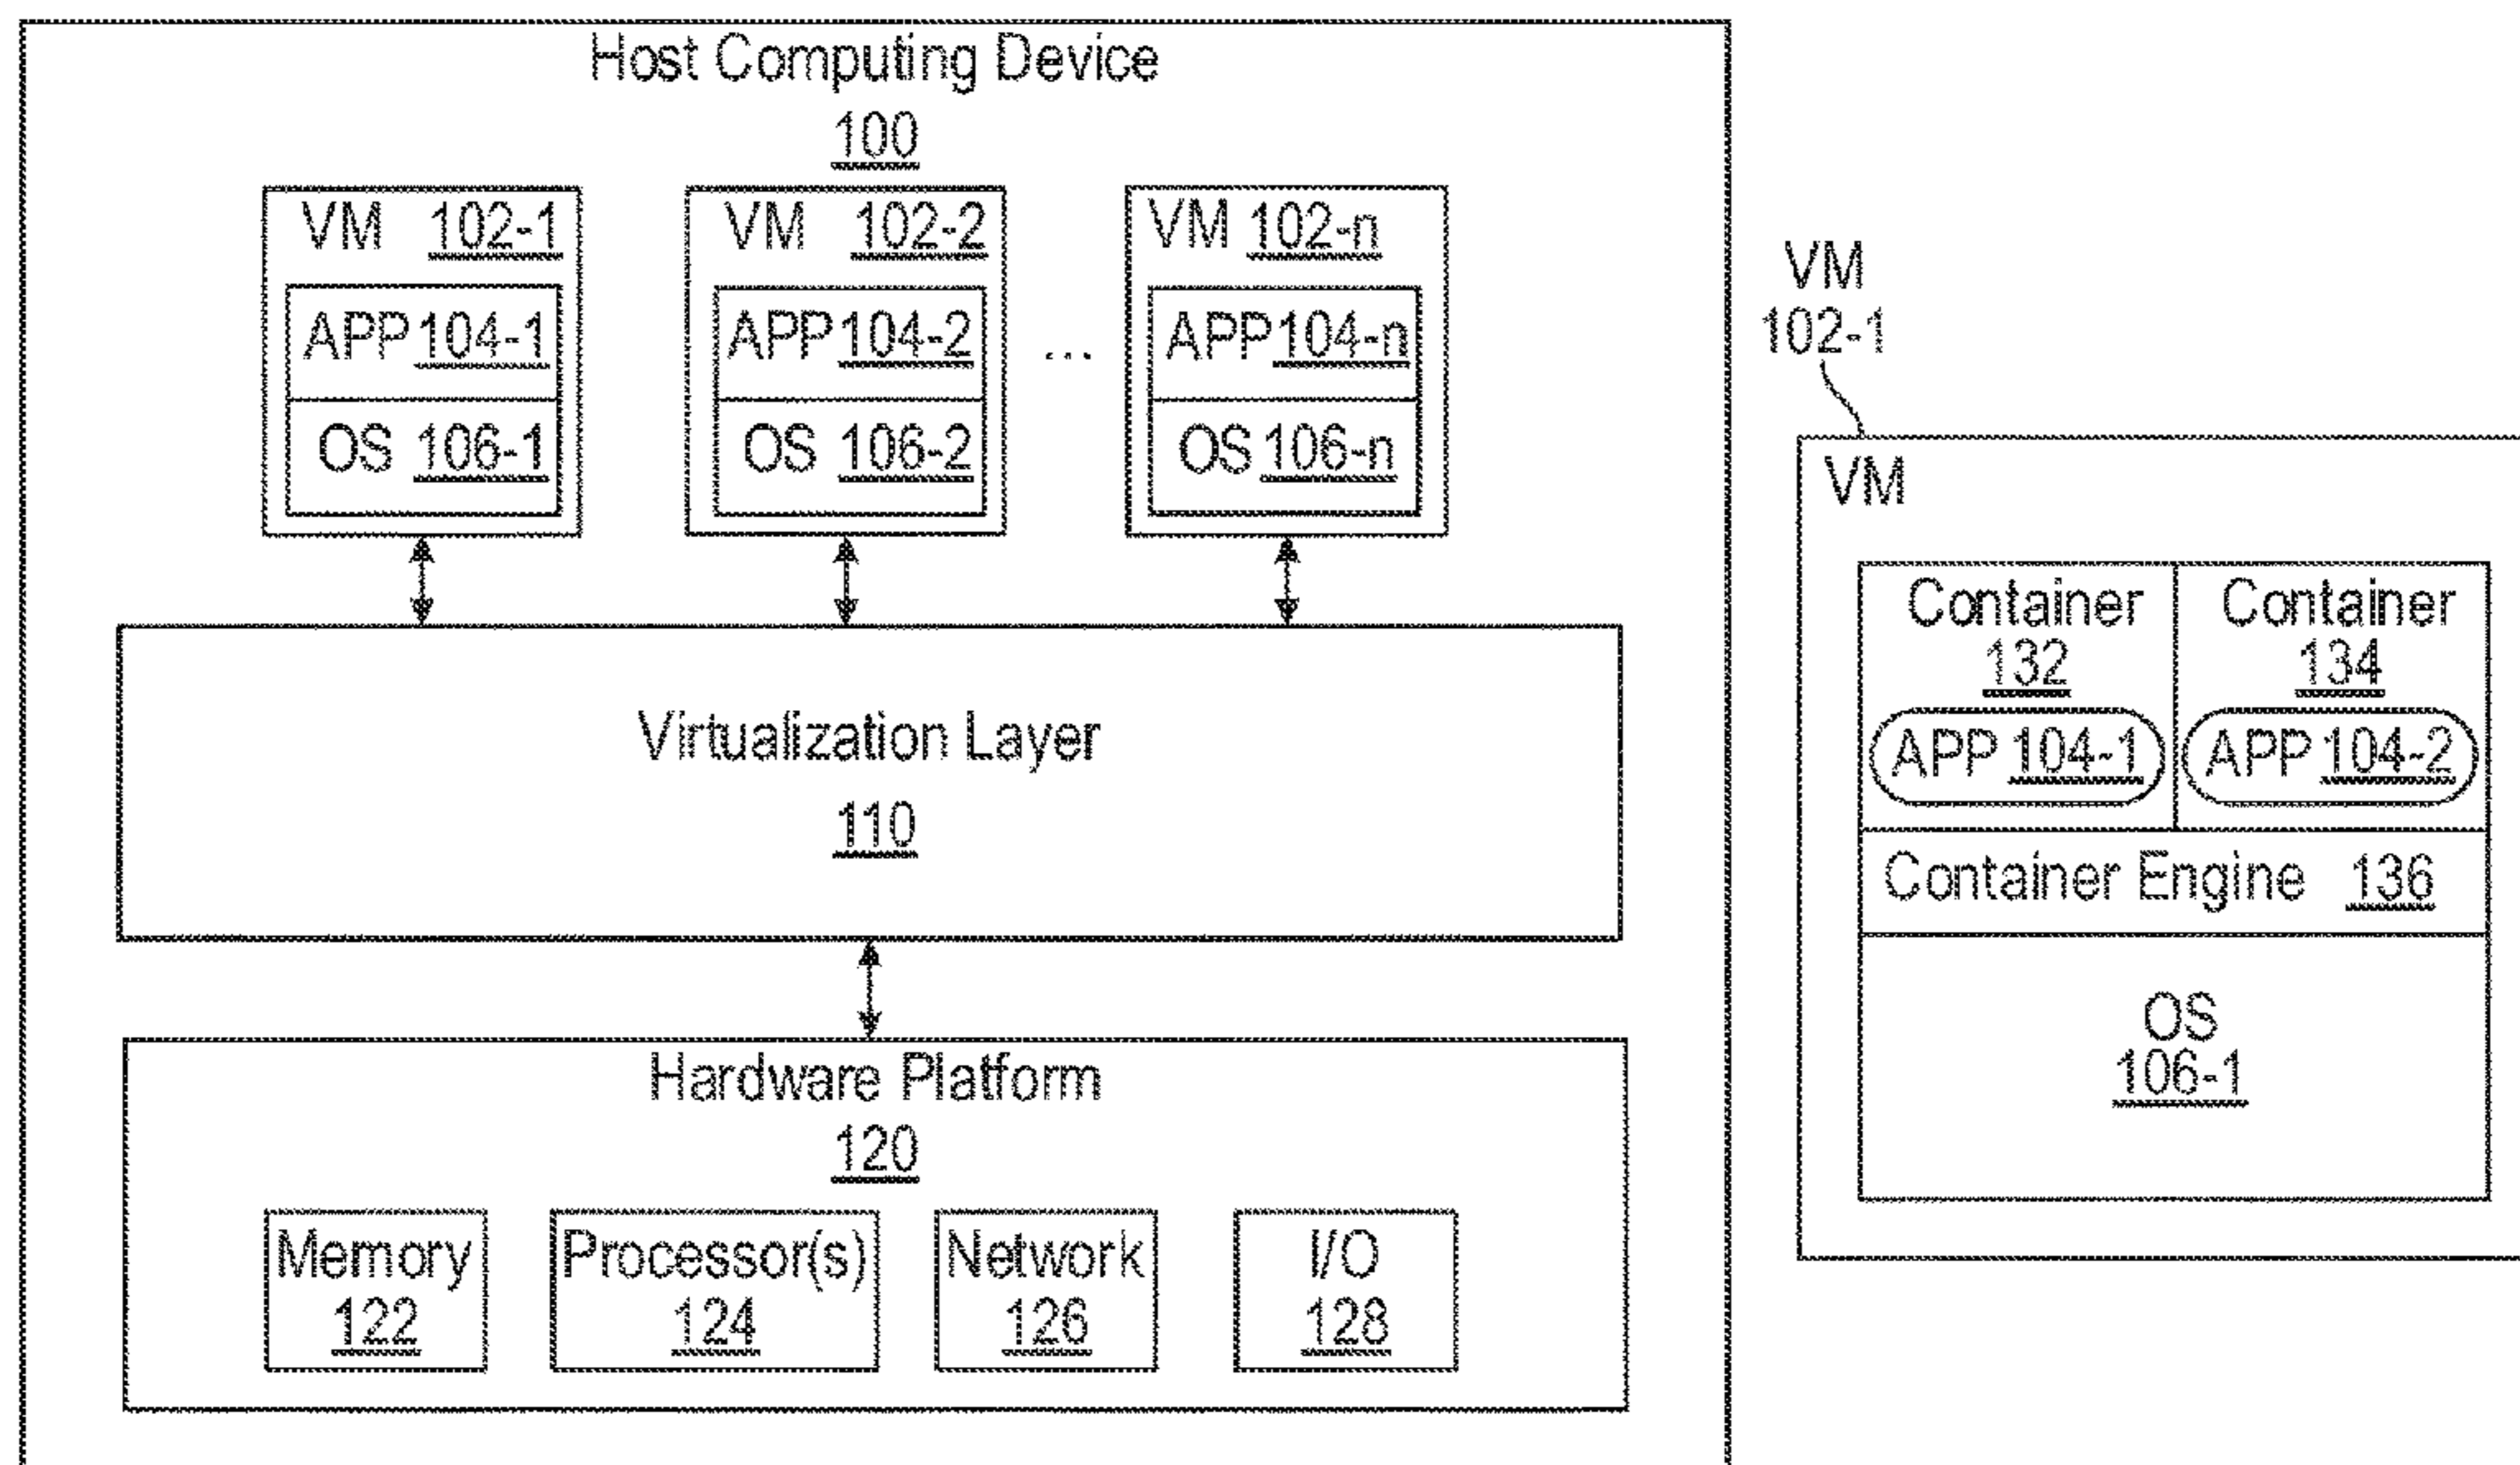 Host Computing Device
100
VM 102-1
APP 104-1
OS 106-1
VM 102-2
APP 104-2
OS 106-2
...
VM 102-n
APP 104-n
OS 106-n
Virtualization Layer
110
Hardware Platform
120
Memory
122
Processor(s)
124
Network
126
I/O
128
VM
102-1
VM
Container
132
APP 104-1
Container
134
APP 104-2
Container Engine 136
OS
106-1